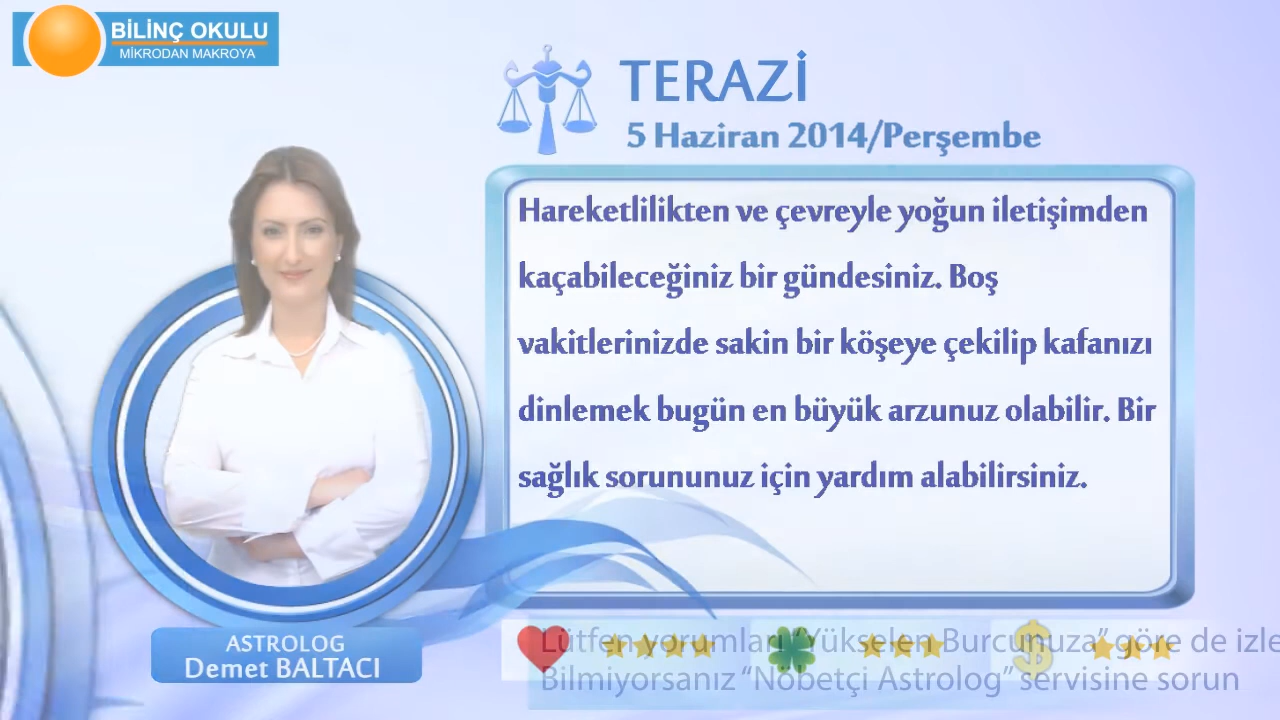 BİLİNÇ OKULU
MİKRODAN MAKROYA
TERAZİ
5 Haziran 2014/Perşembe
Hareketlilikten ve çevreyle yoğun iletişimden
kaçabileceğiniz bir gündesiniz. Boş
vakitlerinizde sakin bir köşeye çekilip kafanızı
dinlemek bugün en büyük arzunuz olabilir. Bir
sağlık sorununuz için yardım alabilirsiniz.
ASTROLOG
Demet BALTACI
Lütfen yorumları "Yükselen Burcunuza” göre de izle
Bilmiyorsanız “Nöbetçi Astrolog” servisine sorun